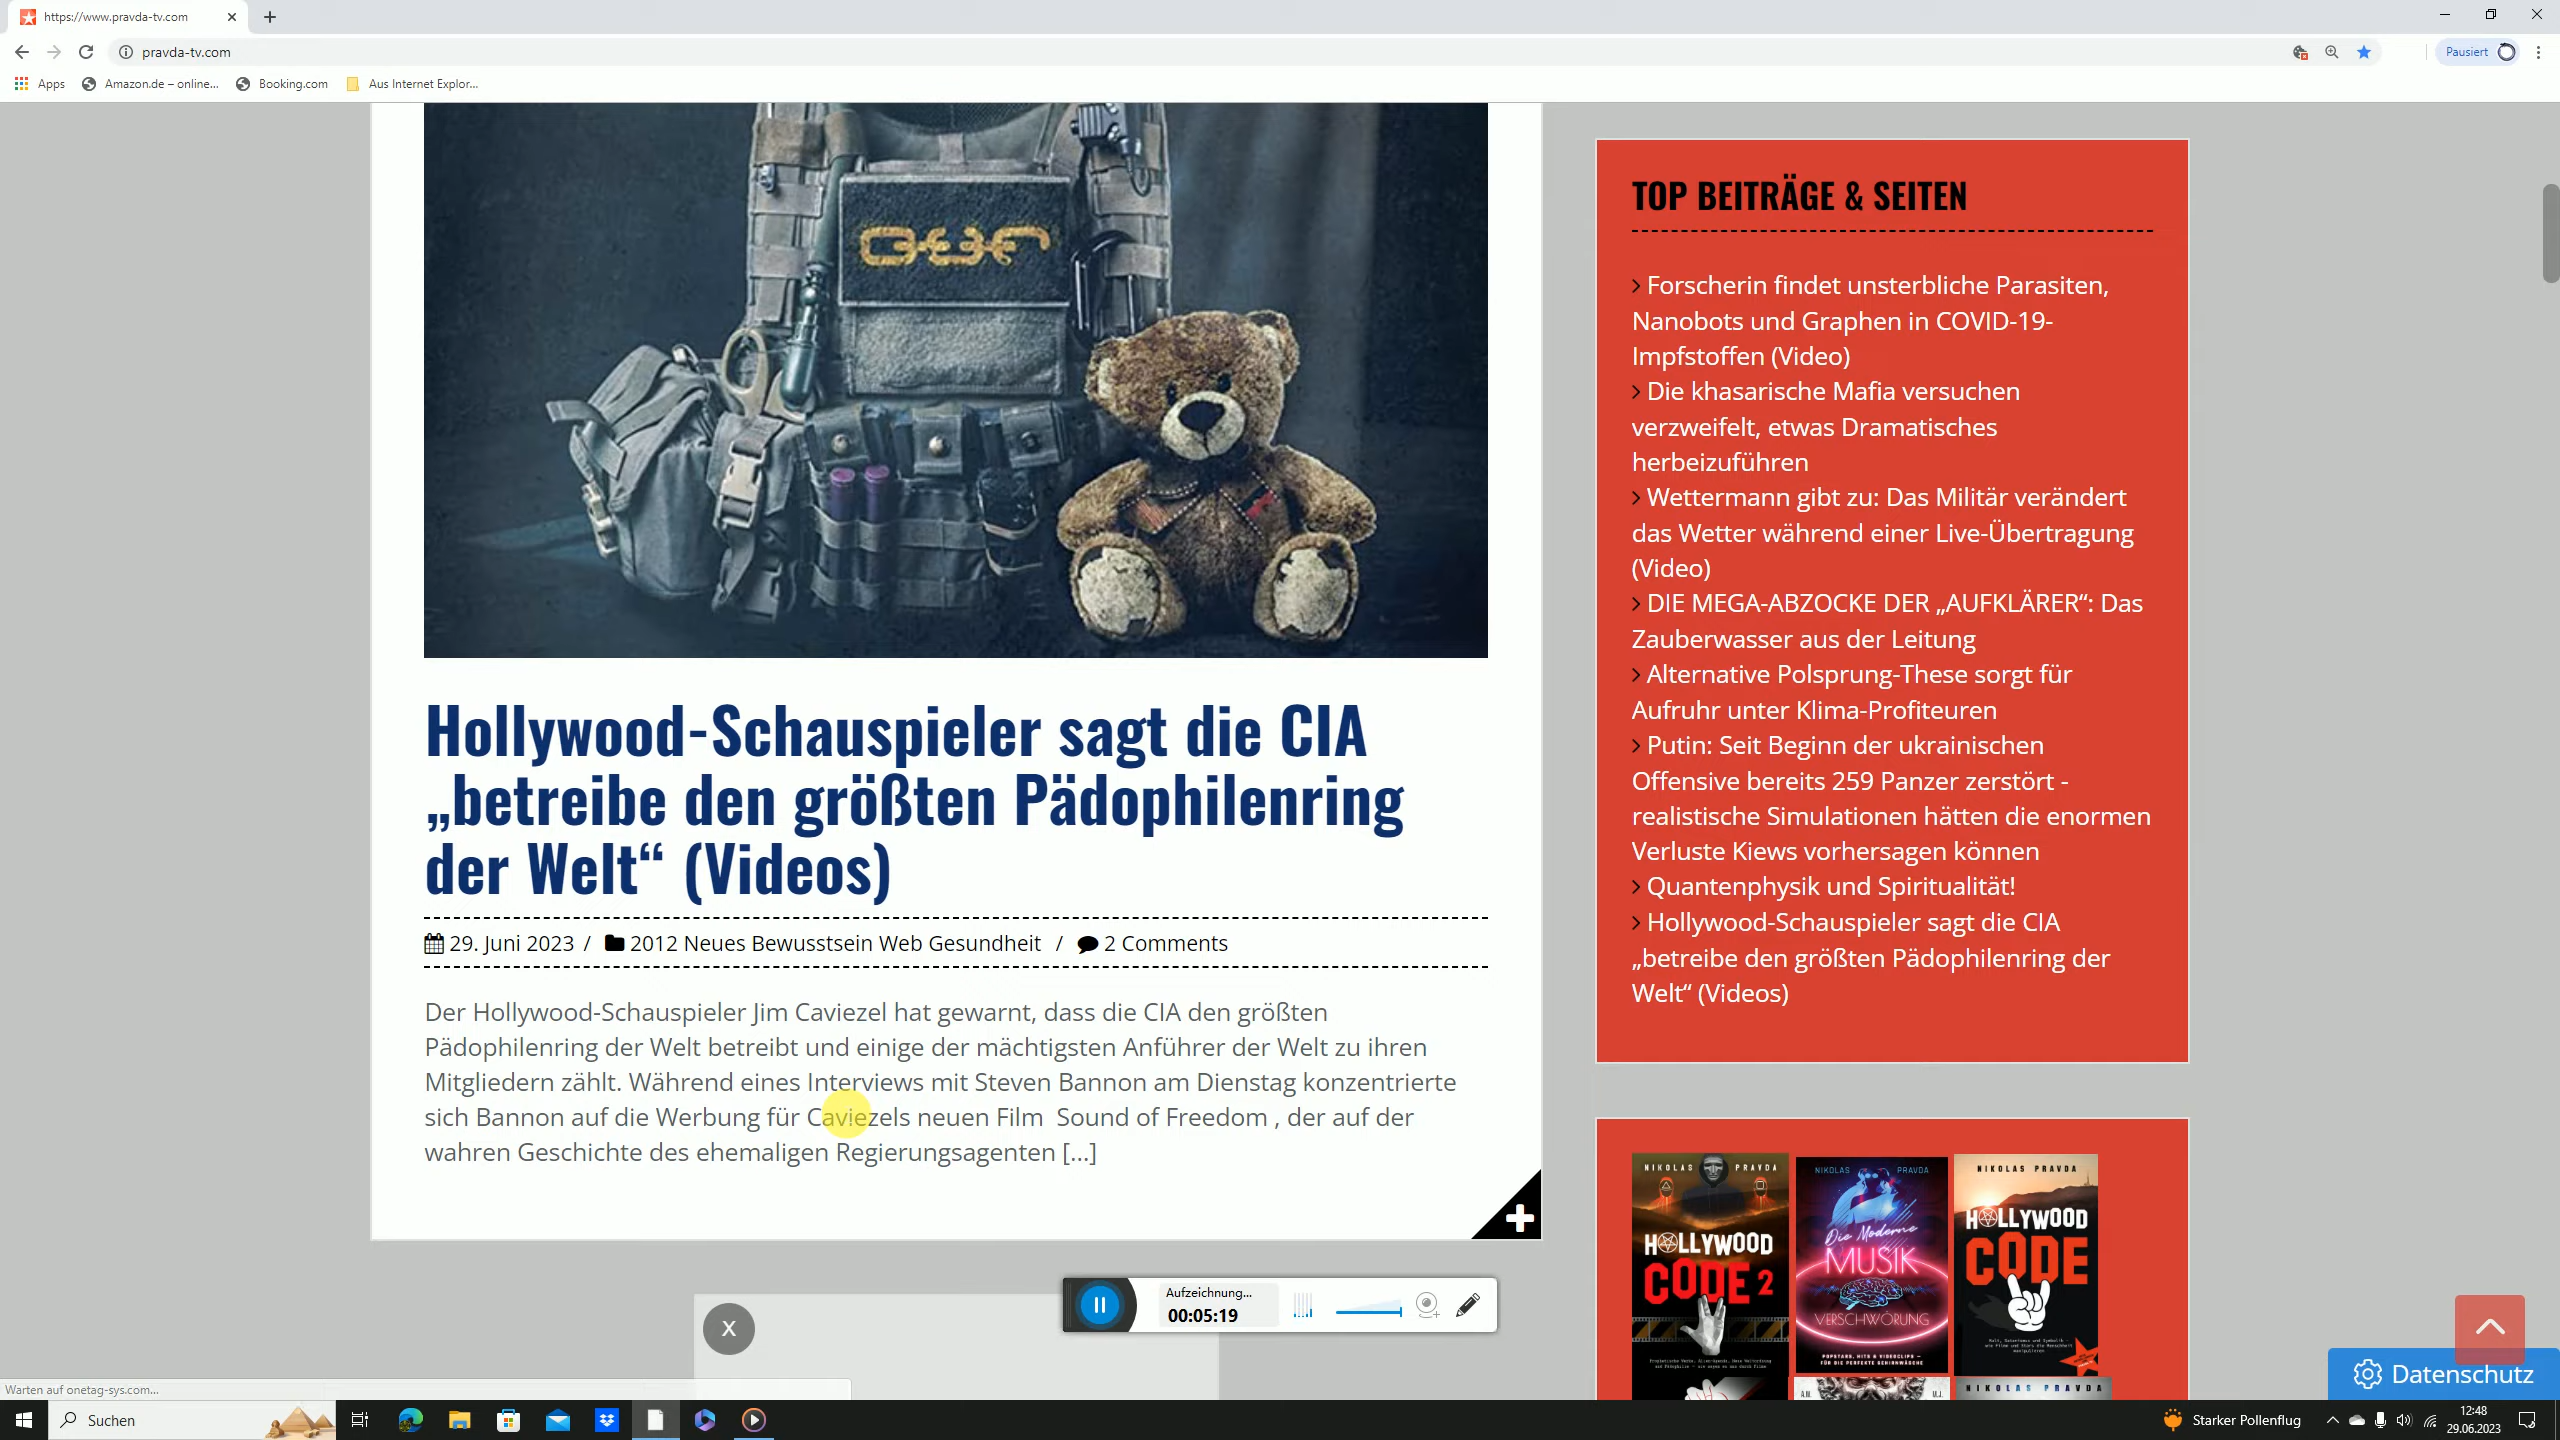 https://www.pravda-tv.com
pravda-tv.com
Pausiert
Apps
Amazon.de – online...
Booking.com
Aus Internet Explor...
Hollywood-Schauspieler sagt die CIA
„betreibe den größten Pädophilenring
der Welt“ (Videos)
29. Juni 2023 / 2012 Neues Bewusstsein Web Gesundheit / 2 Comments
Der Hollywood-Schauspieler Jim Caviezel hat gewarnt, dass die CIA den größten
Pädophilenring der Welt betreibt und einige der mächtigsten Anführer der Welt zu ihren
Mitgliedern zählt. Während eines Interviews mit Steven Bannon am Dienstag konzentrierte
sich Bannon auf die Werbung für Caviezels neuen Film Sound of Freedom , der auf der
wahren Geschichte des ehemaligen Regierungsagenten [...]
TOP BEITRÄGE & SEITEN
Forscherin findet unsterbliche Parasiten,
Nanobots und Graphen in COVID-19-
Impfstoffen (Video)
Die khasarische Mafia versuchen
verzweifelt, etwas Dramatisches
herbeizuführen
Wettermann gibt zu: Das Militär verändert
das Wetter während einer Live-Übertragung
(Video)
DIE MEGA-ABZOCKE DER „AUFKLÄRER“: Das
Zauberwasser aus der Leitung
Alternative Polsprung-These sorgt für
Aufruhr unter Klima-Profiteuren
Putin: Seit Beginn der ukrainischen
Offensive bereits 259 Panzer zerstört -
realistische Simulationen hätten die enormen
Verluste Kiews vorhersagen können
Quantenphysik und Spiritualität!
Hollywood-Schauspieler sagt die CIA
„betreibe den größten Pädophilenring der
Welt“ (Videos)
NIKOLAS PRAVDA
HOLLYWOOD
CODE 2
NIKOLAS PRAVDA
Die Moderne
MUSIK
VERSCHWÖRUNG
POPSTARS, HITS & VIDEOCLIPS –
FÜR DIE PERFEKTE GEHIRNWÄSCHE
NIKOLAS PRAVDA
HOLLYWOOD
CODE
NIKOLAS PRAVDA
X
Aufzeichnung...
00:05:19
Datenschutz
Warten auf onetag-sys.com...
Suchen
Starker Pollenflug
12:48
29.06.2023